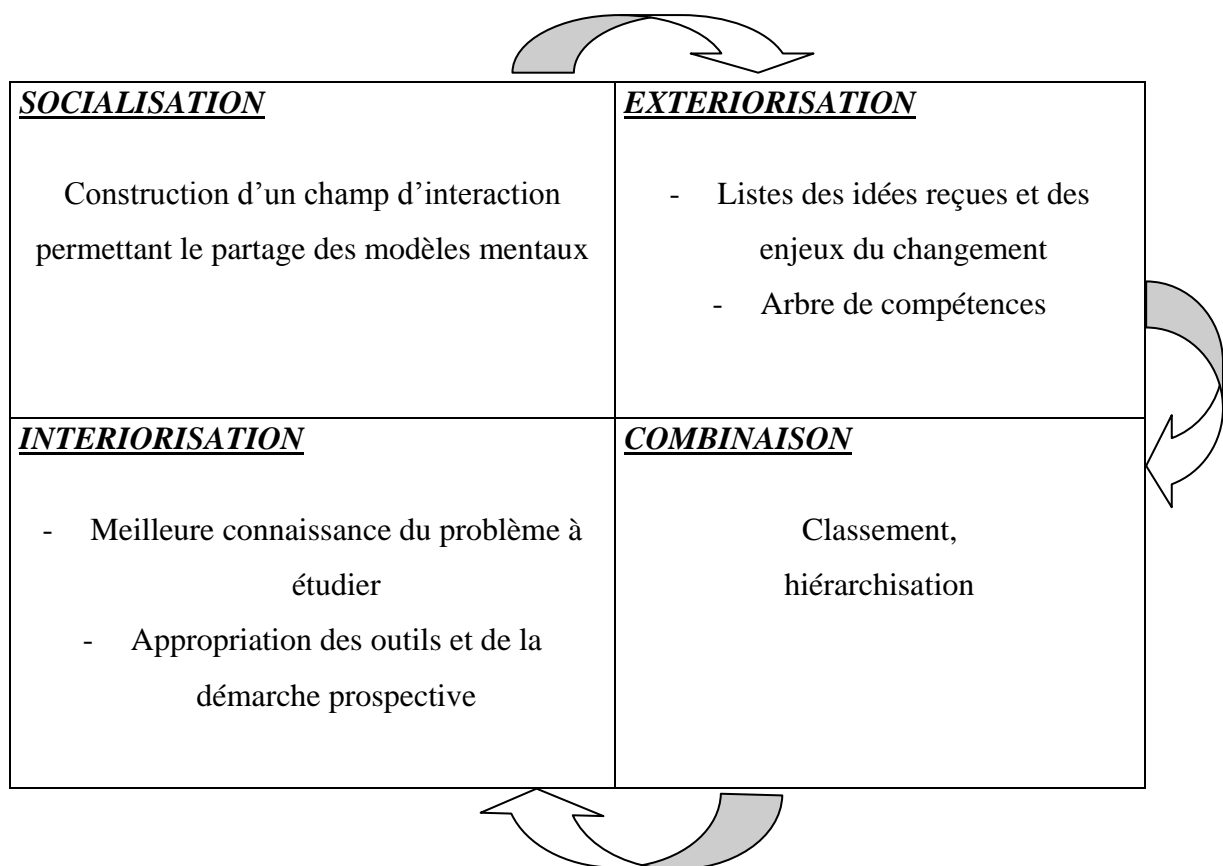 SOCIALISATION
Construction d’un champ d’interaction
permettant le partage des modèles mentaux
EXTERIORISATION
- Listes des idées reçues et des
enjeux du changement
- Arbre de compétences
INTERIORISATION
- Meilleure connaissance du problème à
étudier
- Appropriation des outils et de la
démarche prospective
COMBINAISON
Classement,
hiérarchisation